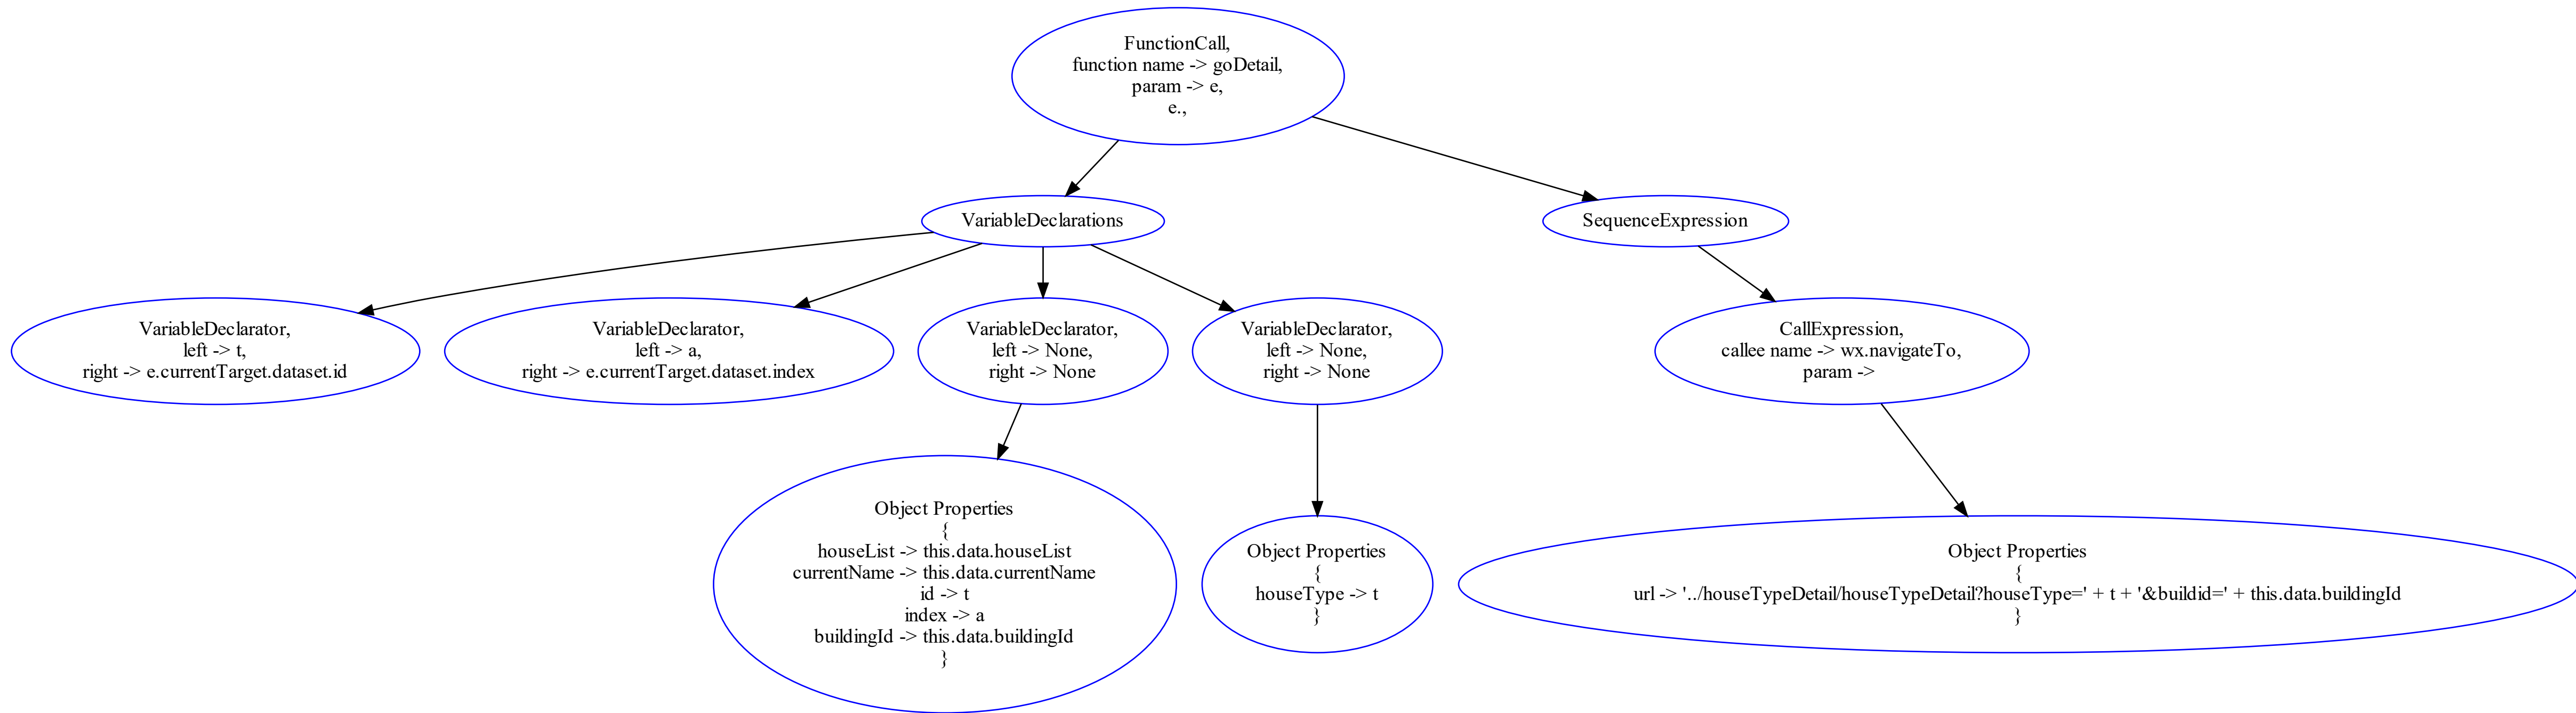 FunctionCall,
function name -> goDetail,
param -> e,
e.,
VariableDeclarations
SequenceExpression
VariableDeclarator,
left -> t,
right -> e.currentTarget.dataset.id
VariableDeclarator,
left -> a,
right -> e.currentTarget.dataset.index
VariableDeclarator,
left -> None,
right -> None
VariableDeclarator,
left -> None,
right -> None
CallExpression,
callee name -> wx.navigateTo,
param ->
Object Properties
{
houseList -> this.data.houseList
currentName -> this.data.currentName
id -> t
index -> a
buildingId -> this.data.buildingId
}
Object Properties
{
houseType -> t
}
Object Properties
{
url -> '../houseTypeDetail/houseTypeDetail?houseType=' + t + '&buildid=' + this.data.buildingId
}